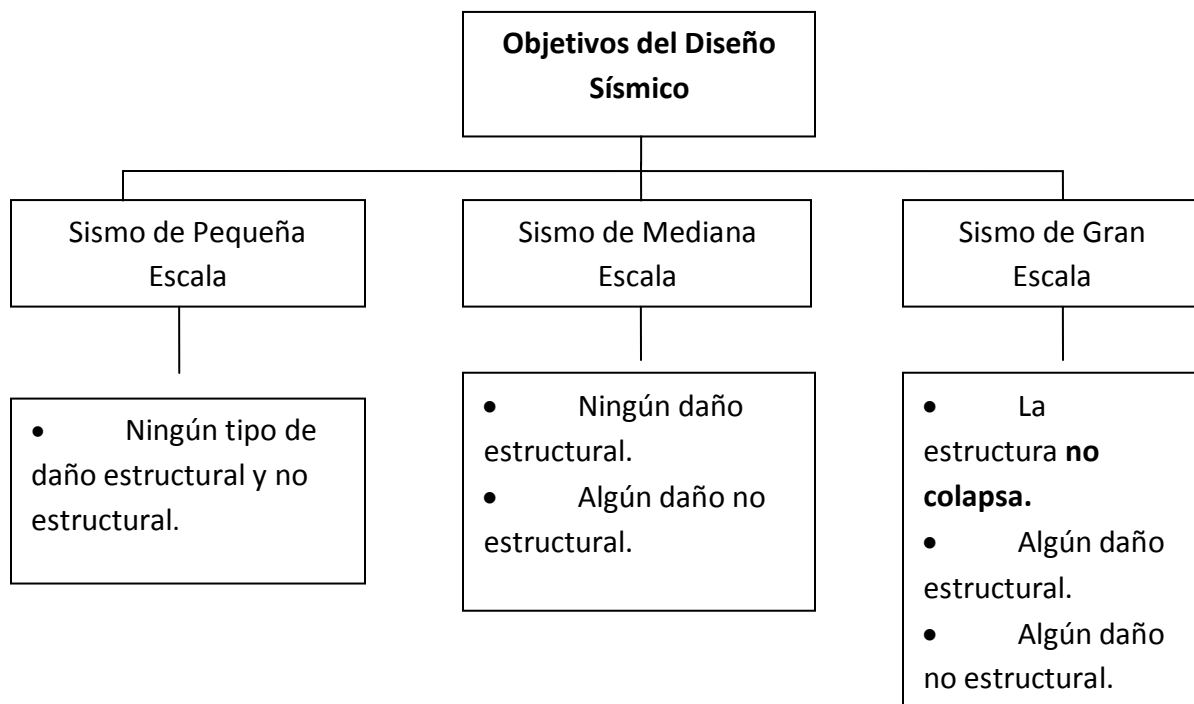 Objetivos del Diseño
Sísmico
Sismo de Pequeña
Escala
Sismo de Mediana
Escala
Sismo de Gran
Escala
• Ningún tipo de
daño estructural y no
estructural.
• Ningún daño
estructural.
• Algún daño no
estructural.
• La
estructura no
colapsa.
• Algún daño
estructural.
• Algún daño
no estructural.